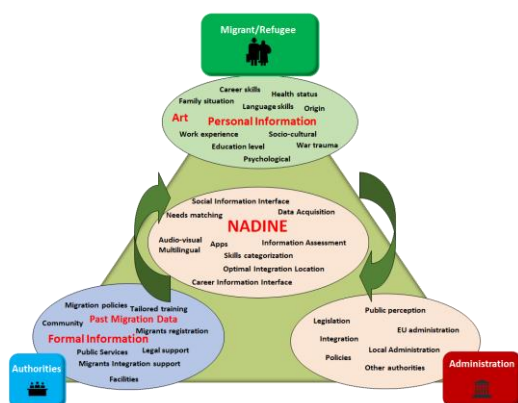 Migrant/Refugee
Career skills
Health status
Family situation
Language skills
Origin
Art
Personal Information
Work experience
Socio-cultural
Education level
War trauma
Psychological
Social Information Interface
Needs matching
Data Acquisition
NADINE
Audio-visual
Multilingual
Apps
Information Assessment
Skills categorization
Optimal Integration Location
Career Information Interface
Migration policies
Tailored training
Community
Past Migration Data
Migrants registration
Formal Information
Public Services
Legal support
Migrants Integration support
Facilities
Authorities
Public perception
Legislation
EU administration
Integration
Local Administration
Policies
Other authorities
Administration